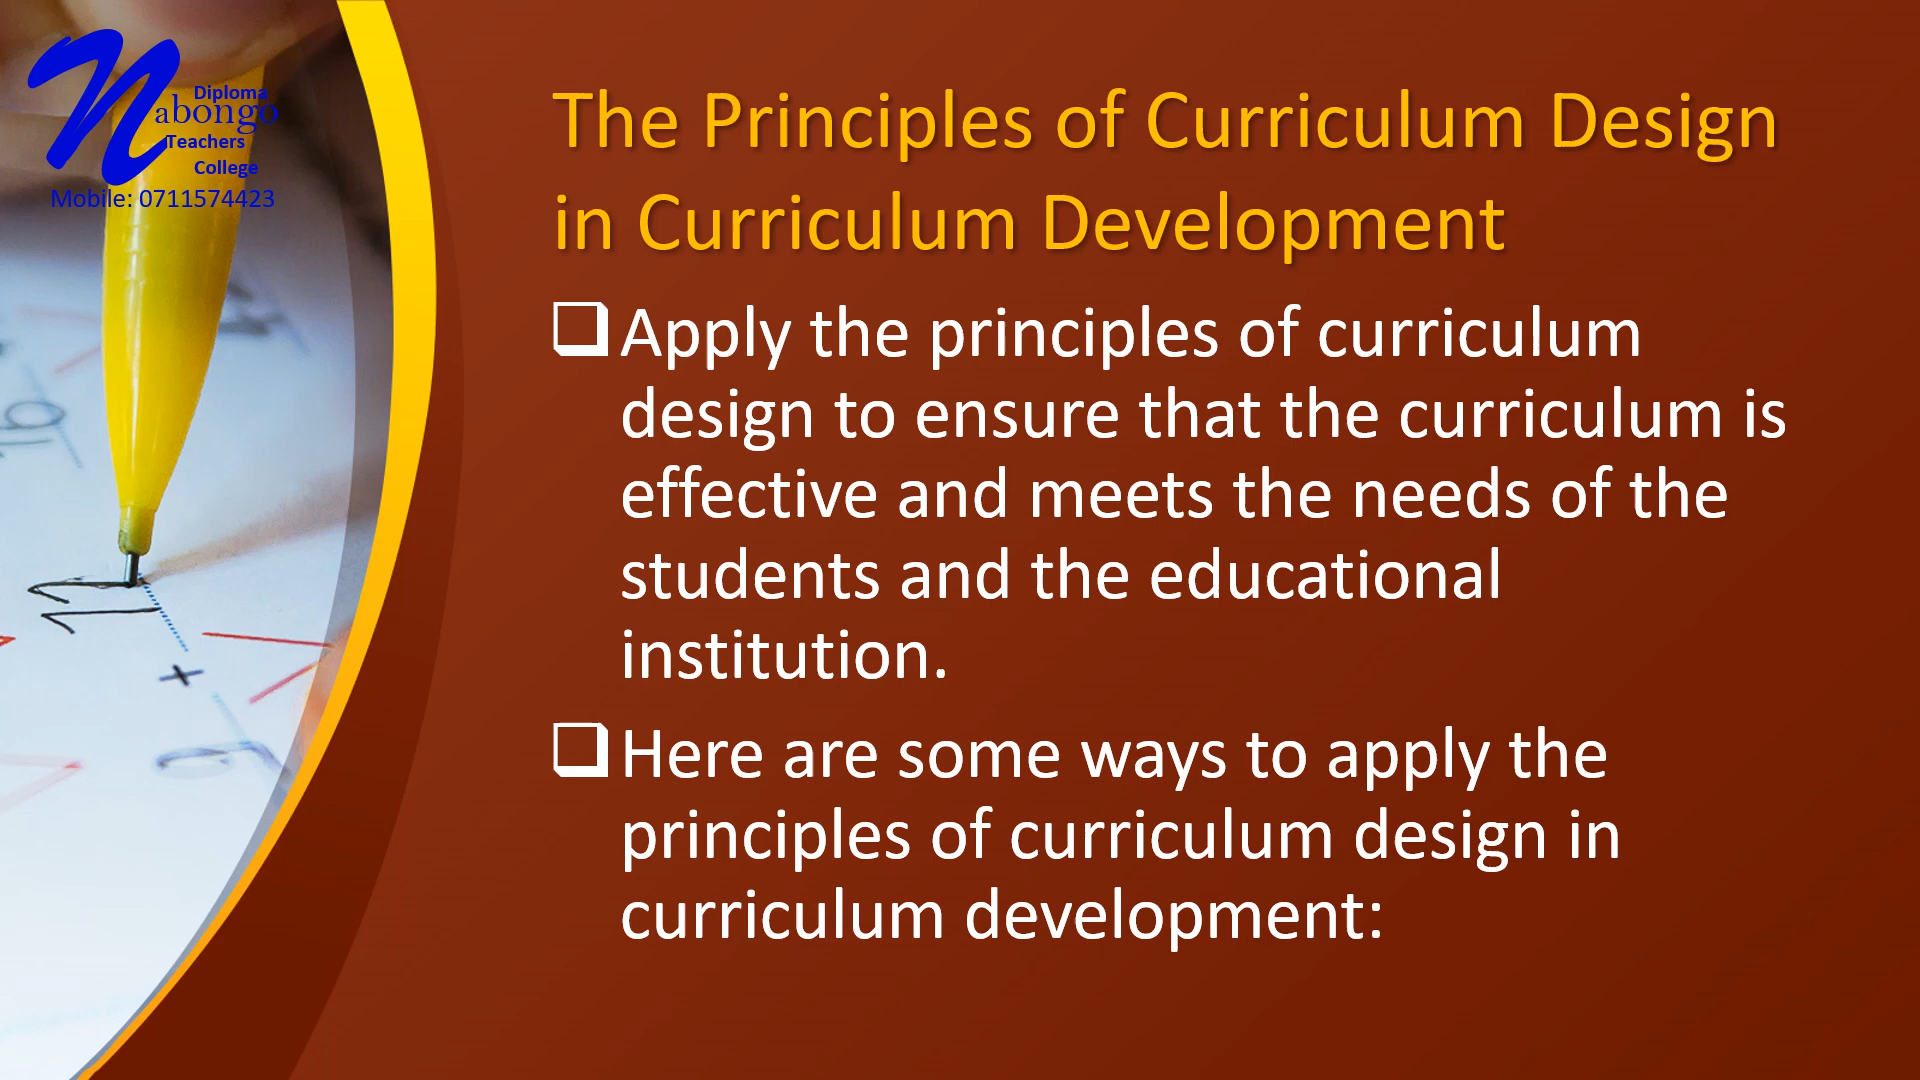 Diploma
Nabongo
Teachers
College
Mobile: 0711574423
The Principles of Curriculum Design
in Curriculum Development
Apply the principles of curriculum
design to ensure that the curriculum is
effective and meets the needs of the
students and the educational
institution.
Here are some ways to apply the
principles of curriculum design in
curriculum development: